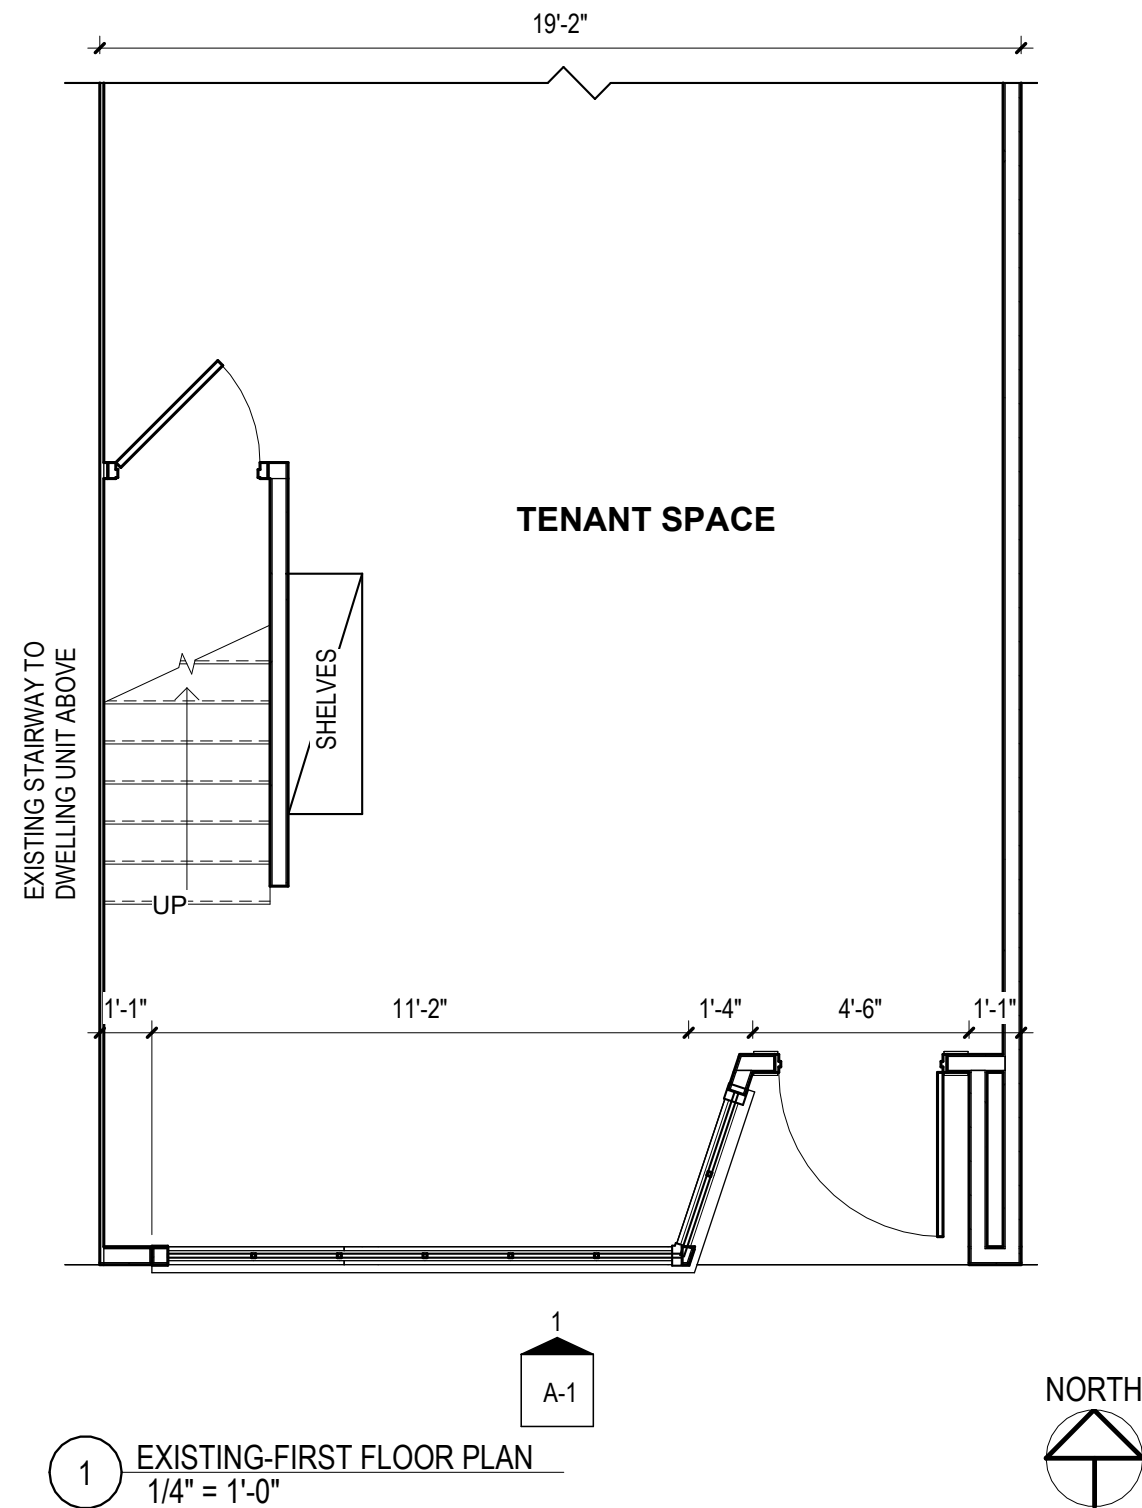 19'-2"
TENANT SPACE
EXISTING STAIRWAY TO
DWELLING UNIT ABOVE
SHELVES
UP
1'-1"
11'-2"
1'-4"
4'-6"
1'-1"
1
A-1
NORTH
1
EXISTING-FIRST FLOOR PLAN
1/4" = 1'-0"